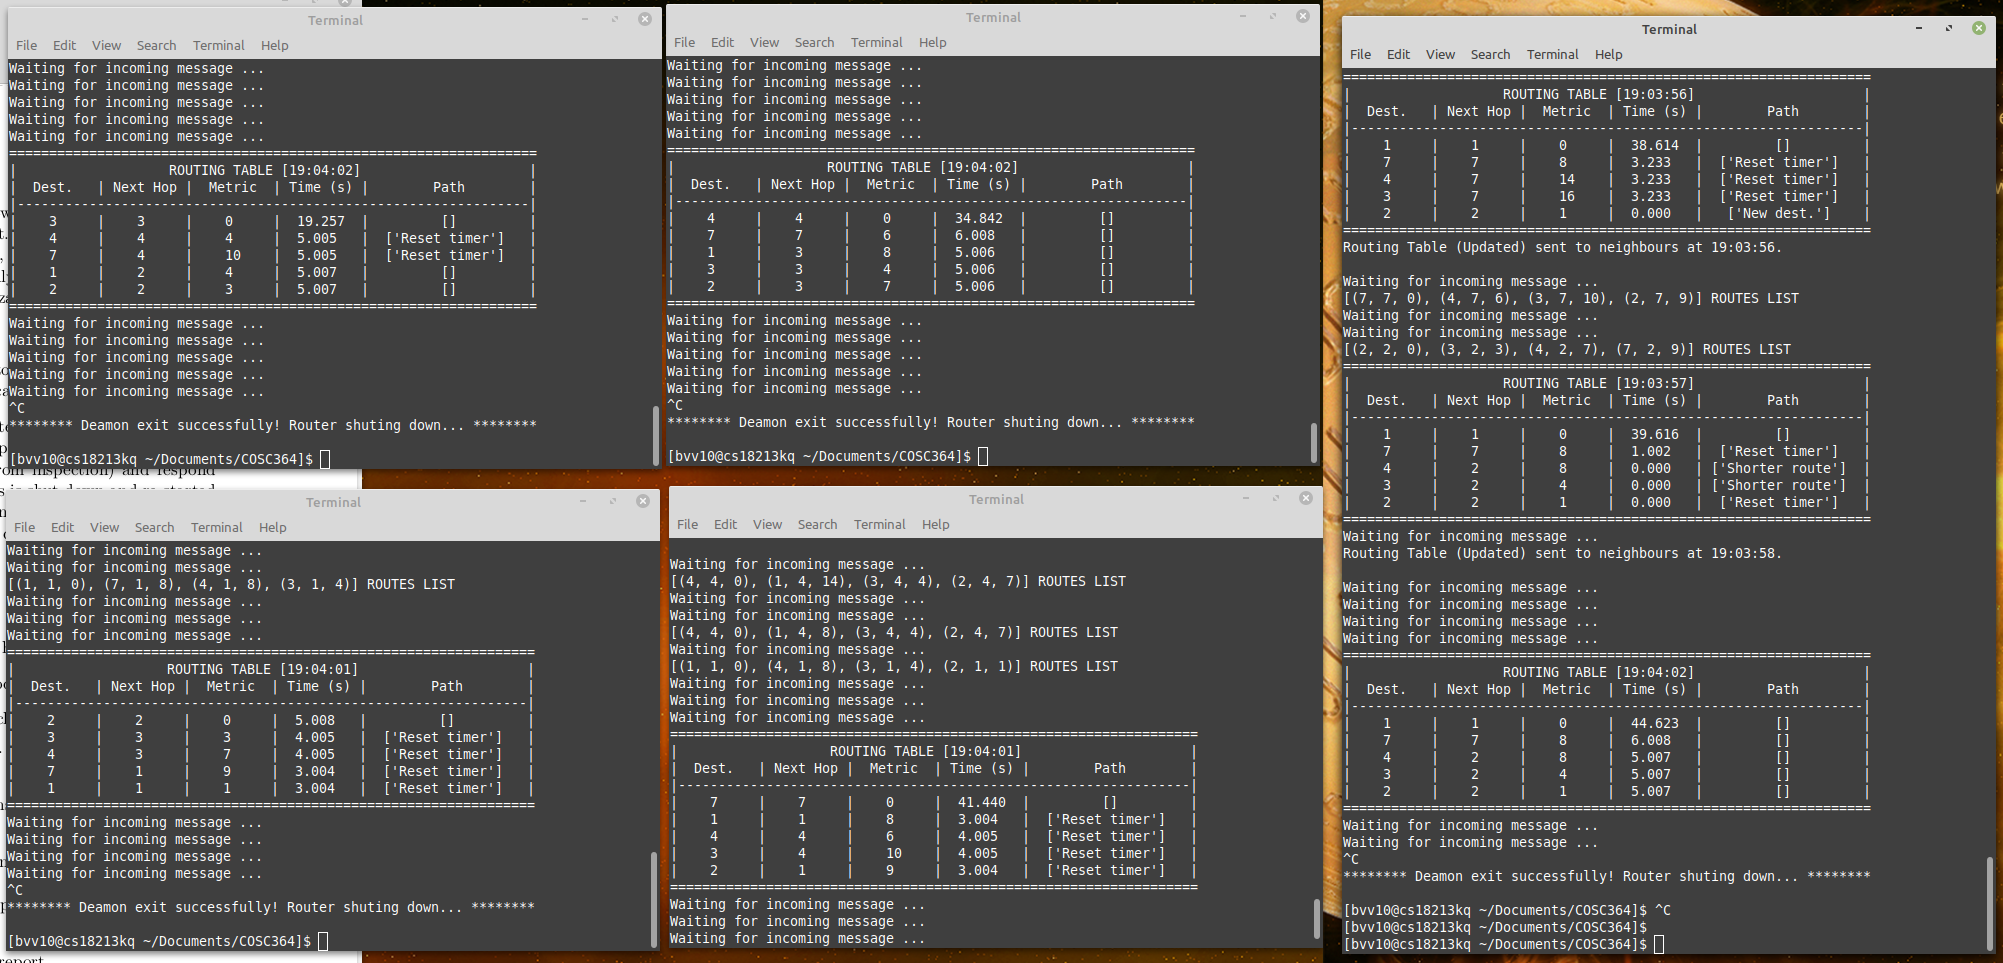 Terminal
File Edit View Search Terminal Help
Waiting for incoming message ...
Waiting for incoming message ...
Waiting for incoming message ...
Waiting for incoming message ...
Waiting for incoming message ...
==================================================================
| ROUTING TABLE [19:04:02] |
| Dest. | Next Hop | Metric | Time (s) | Path |
|----------------------------------------------------------------|
| 3 | 3 | 0 | 19.257 | [] |
| 4 | 4 | 4 | 5.005 | ['Reset timer'] |
| 7 | 4 | 10 | 5.005 | ['Reset timer'] |
| 1 | 2 | 4 | 5.007 | [] |
| 2 | 2 | 3 | 5.007 | [] |
==================================================================
Waiting for incoming message ...
Waiting for incoming message ...
Waiting for incoming message ...
Waiting for incoming message ...
Waiting for incoming message ...
^C
******** Deamon exit successfully! Router shuting down... ********
[bvv10@cs18213kq ~/Documents/COSC364]$
Terminal
File Edit View Search Terminal Help
Waiting for incoming message ...
Waiting for incoming message ...
Waiting for incoming message ...
Waiting for incoming message ...
Waiting for incoming message ...
==================================================================
| ROUTING TABLE [19:04:02] |
| Dest. | Next Hop | Metric | Time (s) | Path |
|----------------------------------------------------------------|
| 4 | 4 | 0 | 34.842 | [] |
| 7 | 7 | 6 | 6.008 | [] |
| 1 | 3 | 8 | 5.006 | [] |
| 3 | 3 | 4 | 5.006 | [] |
| 2 | 3 | 7 | 5.006 | [] |
==================================================================
Waiting for incoming message ...
Waiting for incoming message ...
Waiting for incoming message ...
Waiting for incoming message ...
Waiting for incoming message ...
^C
******** Deamon exit successfully! Router shuting down... ********
[bvv10@cs18213kq ~/Documents/COSC364]$
Terminal
File Edit View Search Terminal Help
==================================================================
| ROUTING TABLE [19:03:56] |
| Dest. | Next Hop | Metric | Time (s) | Path |
|----------------------------------------------------------------|
| 1 | 1 | 0 | 38.614 | [] |
| 7 | 7 | 8 | 3.233 | ['Reset timer'] |
| 4 | 7 | 14 | 3.233 | ['Reset timer'] |
| 3 | 7 | 16 | 3.233 | ['Reset timer'] |
| 2 | 2 | 1 | 0.000 | ['New dest.'] |
==================================================================
Routing Table (Updated) sent to neighbours at 19:03:56.
Waiting for incoming message ...
[(7, 7, 0), (4, 7, 6), (3, 7, 10), (2, 7, 9)] ROUTES LIST
Waiting for incoming message ...
Waiting for incoming message ...
[(2, 2, 0), (3, 2, 3), (4, 2, 7), (7, 2, 9)] ROUTES LIST
==================================================================
| ROUTING TABLE [19:03:57] |
| Dest. | Next Hop | Metric | Time (s) | Path |
|----------------------------------------------------------------|
| 1 | 1 | 0 | 39.616 | [] |
| 7 | 7 | 8 | 1.002 | ['Reset timer'] |
| 4 | 2 | 8 | 0.000 | ['Shorter route'] |
| 3 | 2 | 4 | 0.000 | ['Shorter route'] |
| 2 | 2 | 1 | 0.000 | ['Reset timer'] |
==================================================================
Waiting for incoming message ...
Routing Table (Updated) sent to neighbours at 19:03:58.
Waiting for incoming message ...
Waiting for incoming message ...
Waiting for incoming message ...
Waiting for incoming message ...
==================================================================
| ROUTING TABLE [19:04:02] |
| Dest. | Next Hop | Metric | Time (s) | Path |
|----------------------------------------------------------------|
| 1 | 1 | 0 | 44.623 | [] |
| 7 | 7 | 8 | 6.008 | [] |
| 4 | 2 | 8 | 5.007 | [] |
| 3 | 2 | 4 | 5.007 | [] |
| 2 | 2 | 1 | 5.007 | [] |
==================================================================
Waiting for incoming message ...
Waiting for incoming message ...
^C
******** Deamon exit successfully! Router shuting down... ********
[bvv10@cs18213kq ~/Documents/COSC364]$ ^C
[bvv10@cs18213kq ~/Documents/COSC364]$
[bvv10@cs18213kq ~/Documents/COSC364]$
Terminal
File Edit View Search Terminal Help
Waiting for incoming message ...
Waiting for incoming message ...
[(1, 1, 0), (7, 1, 8), (4, 1, 8), (3, 1, 4)] ROUTES LIST
Waiting for incoming message ...
Waiting for incoming message ...
Waiting for incoming message ...
==================================================================
| ROUTING TABLE [19:04:01] |
| Dest. | Next Hop | Metric | Time (s) | Path |
|----------------------------------------------------------------|
| 2 | 2 | 0 | 5.008 | [] |
| 3 | 3 | 3 | 4.005 | ['Reset timer'] |
| 4 | 3 | 7 | 4.005 | ['Reset timer'] |
| 7 | 1 | 9 | 3.004 | ['Reset timer'] |
| 1 | 1 | 1 | 3.004 | ['Reset timer'] |
==================================================================
Waiting for incoming message ...
Waiting for incoming message ...
Waiting for incoming message ...
Waiting for incoming message ...
^C
******** Deamon exit successfully! Router shuting down... ********
[bvv10@cs18213kq ~/Documents/COSC364]$
Terminal
File Edit View Search Terminal Help
Waiting for incoming message ...
[(4, 4, 0), (1, 4, 14), (3, 4, 4), (2, 4, 7)] ROUTES LIST
Waiting for incoming message ...
Waiting for incoming message ...
[(4, 4, 0), (1, 4, 8), (3, 4, 4), (2, 4, 7)] ROUTES LIST
Waiting for incoming message ...
[(1, 1, 0), (4, 1, 8), (3, 1, 4), (2, 1, 1)] ROUTES LIST
Waiting for incoming message ...
Waiting for incoming message ...
Waiting for incoming message ...
==================================================================
| ROUTING TABLE [19:04:01] |
| Dest. | Next Hop | Metric | Time (s) | Path |
|----------------------------------------------------------------|
| 7 | 7 | 0 | 41.440 | [] |
| 1 | 1 | 8 | 3.004 | ['Reset timer'] |
| 4 | 4 | 6 | 4.005 | ['Reset timer'] |
| 3 | 4 | 10 | 4.005 | ['Reset timer'] |
| 2 | 1 | 9 | 3.004 | ['Reset timer'] |
==================================================================
Waiting for incoming message ...
Waiting for incoming message ...
Waiting for incoming message ...
inspection) and respond
report